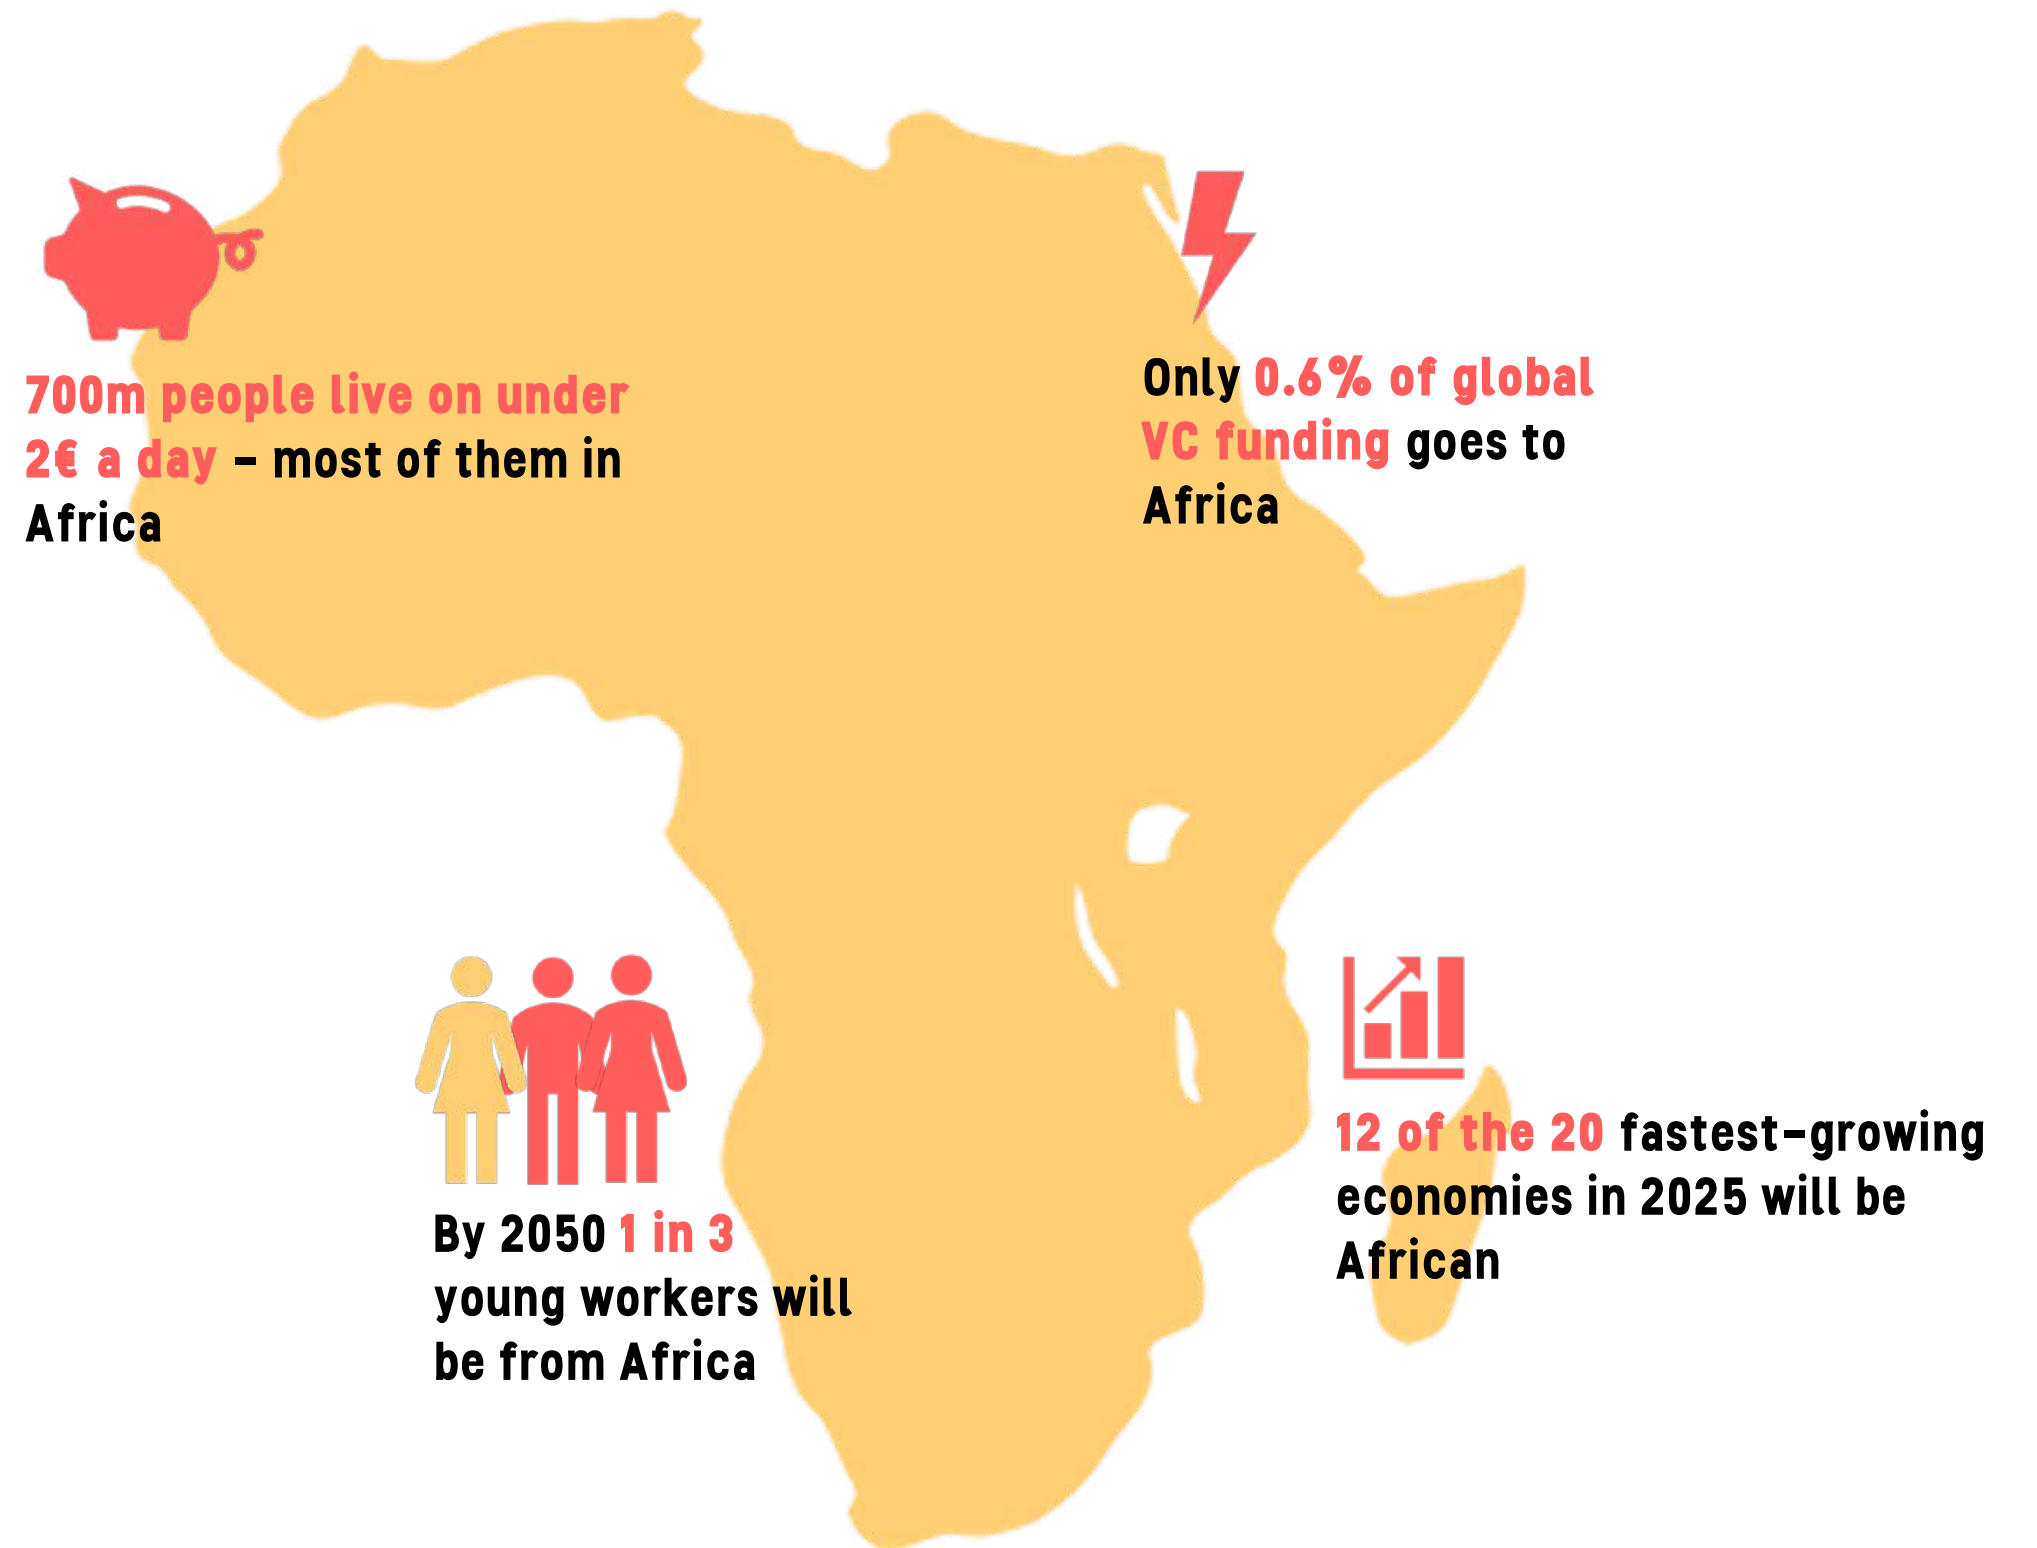 700m people live on under
2€ a day – most of them in
Africa
Only 0.6% of global
VC funding goes to
Africa
By 2050 1 in 3
young workers will
be from Africa
12 of the 20 fastest-growing
economies in 2025 will be
African